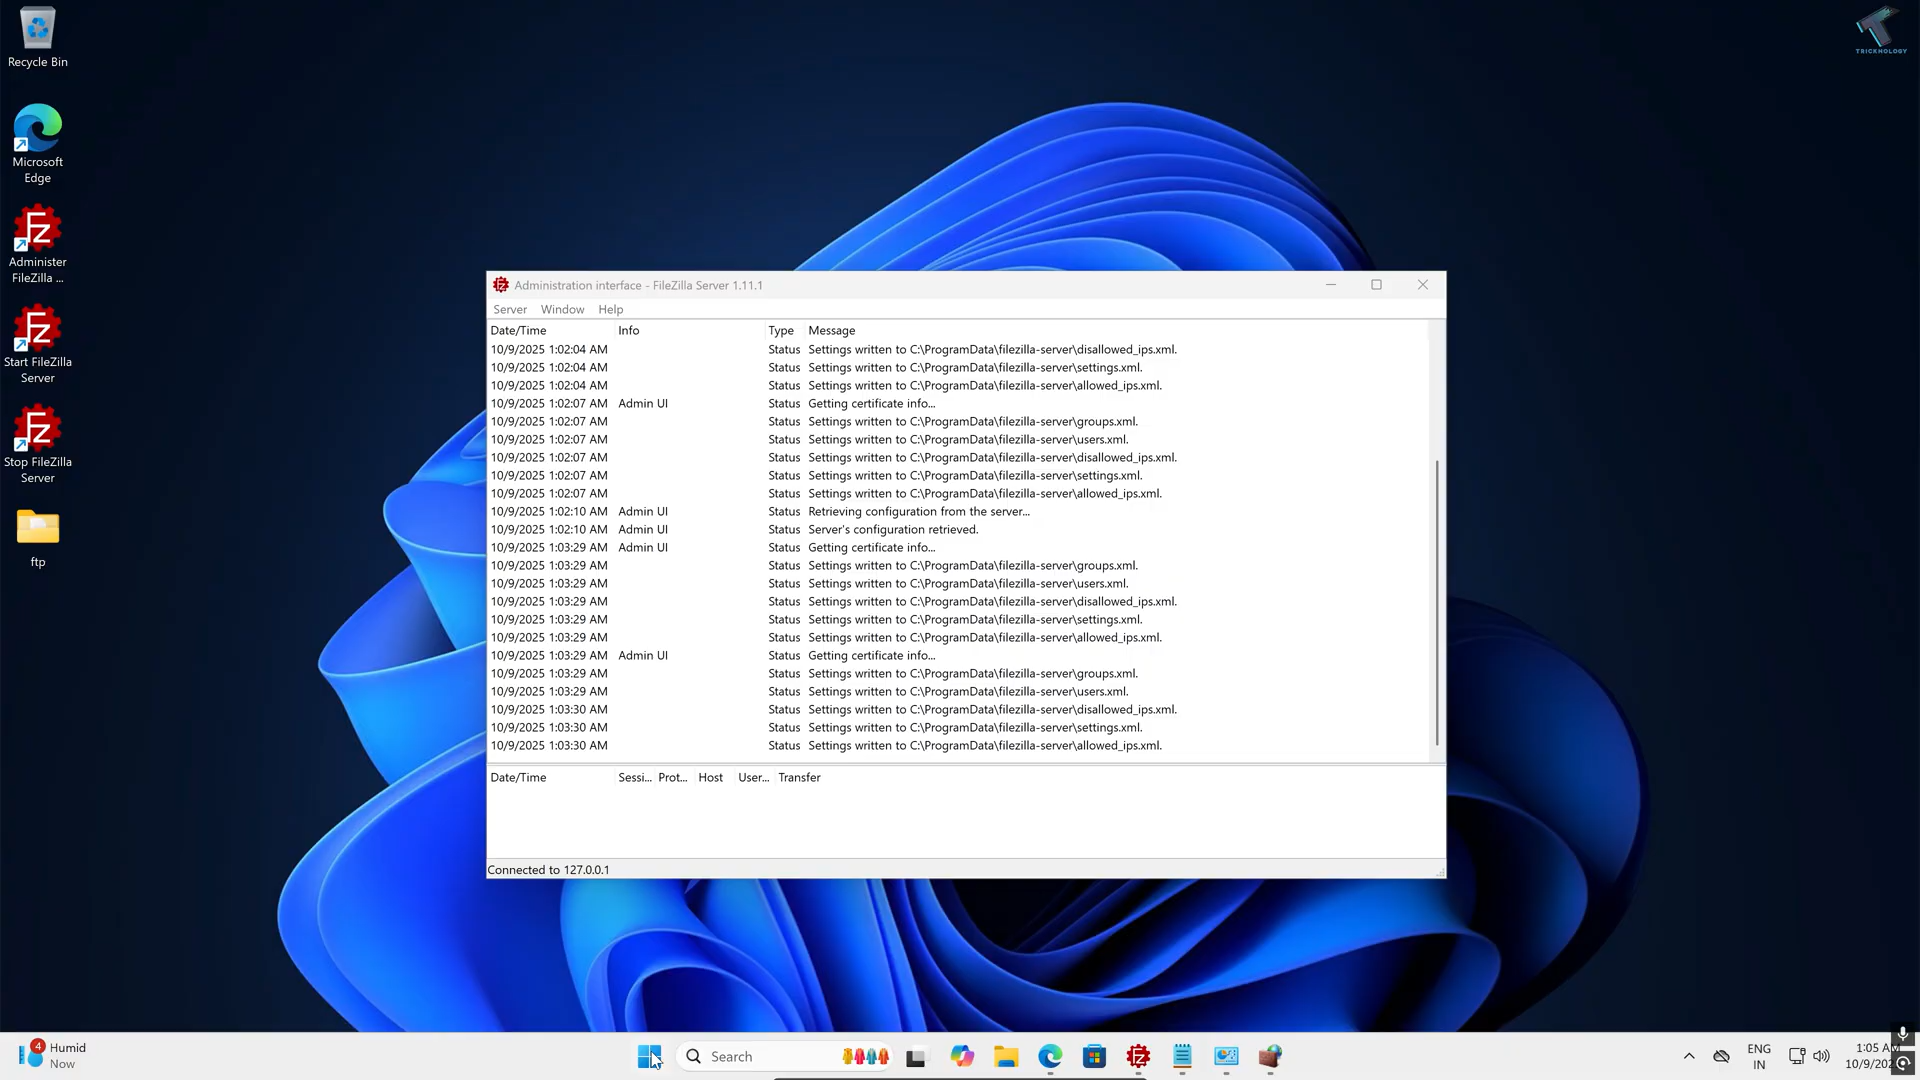 Recycle Bin
Microsoft
Edge
Administer
FileZilla ...
Start FileZilla
Server
Stop FileZilla
Server
ftp
TRICKNOLOGY
Administration interface - FileZilla Server 1.11.1
Server Window Help
Date/Time Info Type Message
10/9/2025 1:02:04 AM Status Settings written to C:\ProgramData\filezilla-server\disallowed_ips.xml.
10/9/2025 1:02:04 AM Status Settings written to C:\ProgramData\filezilla-server\settings.xml.
10/9/2025 1:02:04 AM Status Settings written to C:\ProgramData\filezilla-server\allowed_ips.xml.
10/9/2025 1:02:07 AM Admin UI Status Getting certificate info...
10/9/2025 1:02:07 AM Status Settings written to C:\ProgramData\filezilla-server\groups.xml.
10/9/2025 1:02:07 AM Status Settings written to C:\ProgramData\filezilla-server\users.xml.
10/9/2025 1:02:07 AM Status Settings written to C:\ProgramData\filezilla-server\disallowed_ips.xml.
10/9/2025 1:02:07 AM Status Settings written to C:\ProgramData\filezilla-server\settings.xml.
10/9/2025 1:02:07 AM Status Settings written to C:\ProgramData\filezilla-server\allowed_ips.xml.
10/9/2025 1:02:10 AM Admin UI Status Retrieving configuration from the server...
10/9/2025 1:02:10 AM Admin UI Status Server's configuration retrieved.
10/9/2025 1:03:29 AM Admin UI Status Getting certificate info...
10/9/2025 1:03:29 AM Status Settings written to C:\ProgramData\filezilla-server\groups.xml.
10/9/2025 1:03:29 AM Status Settings written to C:\ProgramData\filezilla-server\users.xml.
10/9/2025 1:03:29 AM Status Settings written to C:\ProgramData\filezilla-server\disallowed_ips.xml.
10/9/2025 1:03:29 AM Status Settings written to C:\ProgramData\filezilla-server\settings.xml.
10/9/2025 1:03:29 AM Status Settings written to C:\ProgramData\filezilla-server\allowed_ips.xml.
10/9/2025 1:03:29 AM Admin UI Status Getting certificate info...
10/9/2025 1:03:29 AM Status Settings written to C:\ProgramData\filezilla-server\groups.xml.
10/9/2025 1:03:29 AM Status Settings written to C:\ProgramData\filezilla-server\users.xml.
10/9/2025 1:03:30 AM Status Settings written to C:\ProgramData\filezilla-server\disallowed_ips.xml.
10/9/2025 1:03:30 AM Status Settings written to C:\ProgramData\filezilla-server\settings.xml.
10/9/2025 1:03:30 AM Status Settings written to C:\ProgramData\filezilla-server\allowed_ips.xml.
Date/Time Sessi... Prot... Host User... Transfer
Connected to 127.0.0.1
4 Humid
Now
Search
ENG
IN
1:05 AM
10/9/